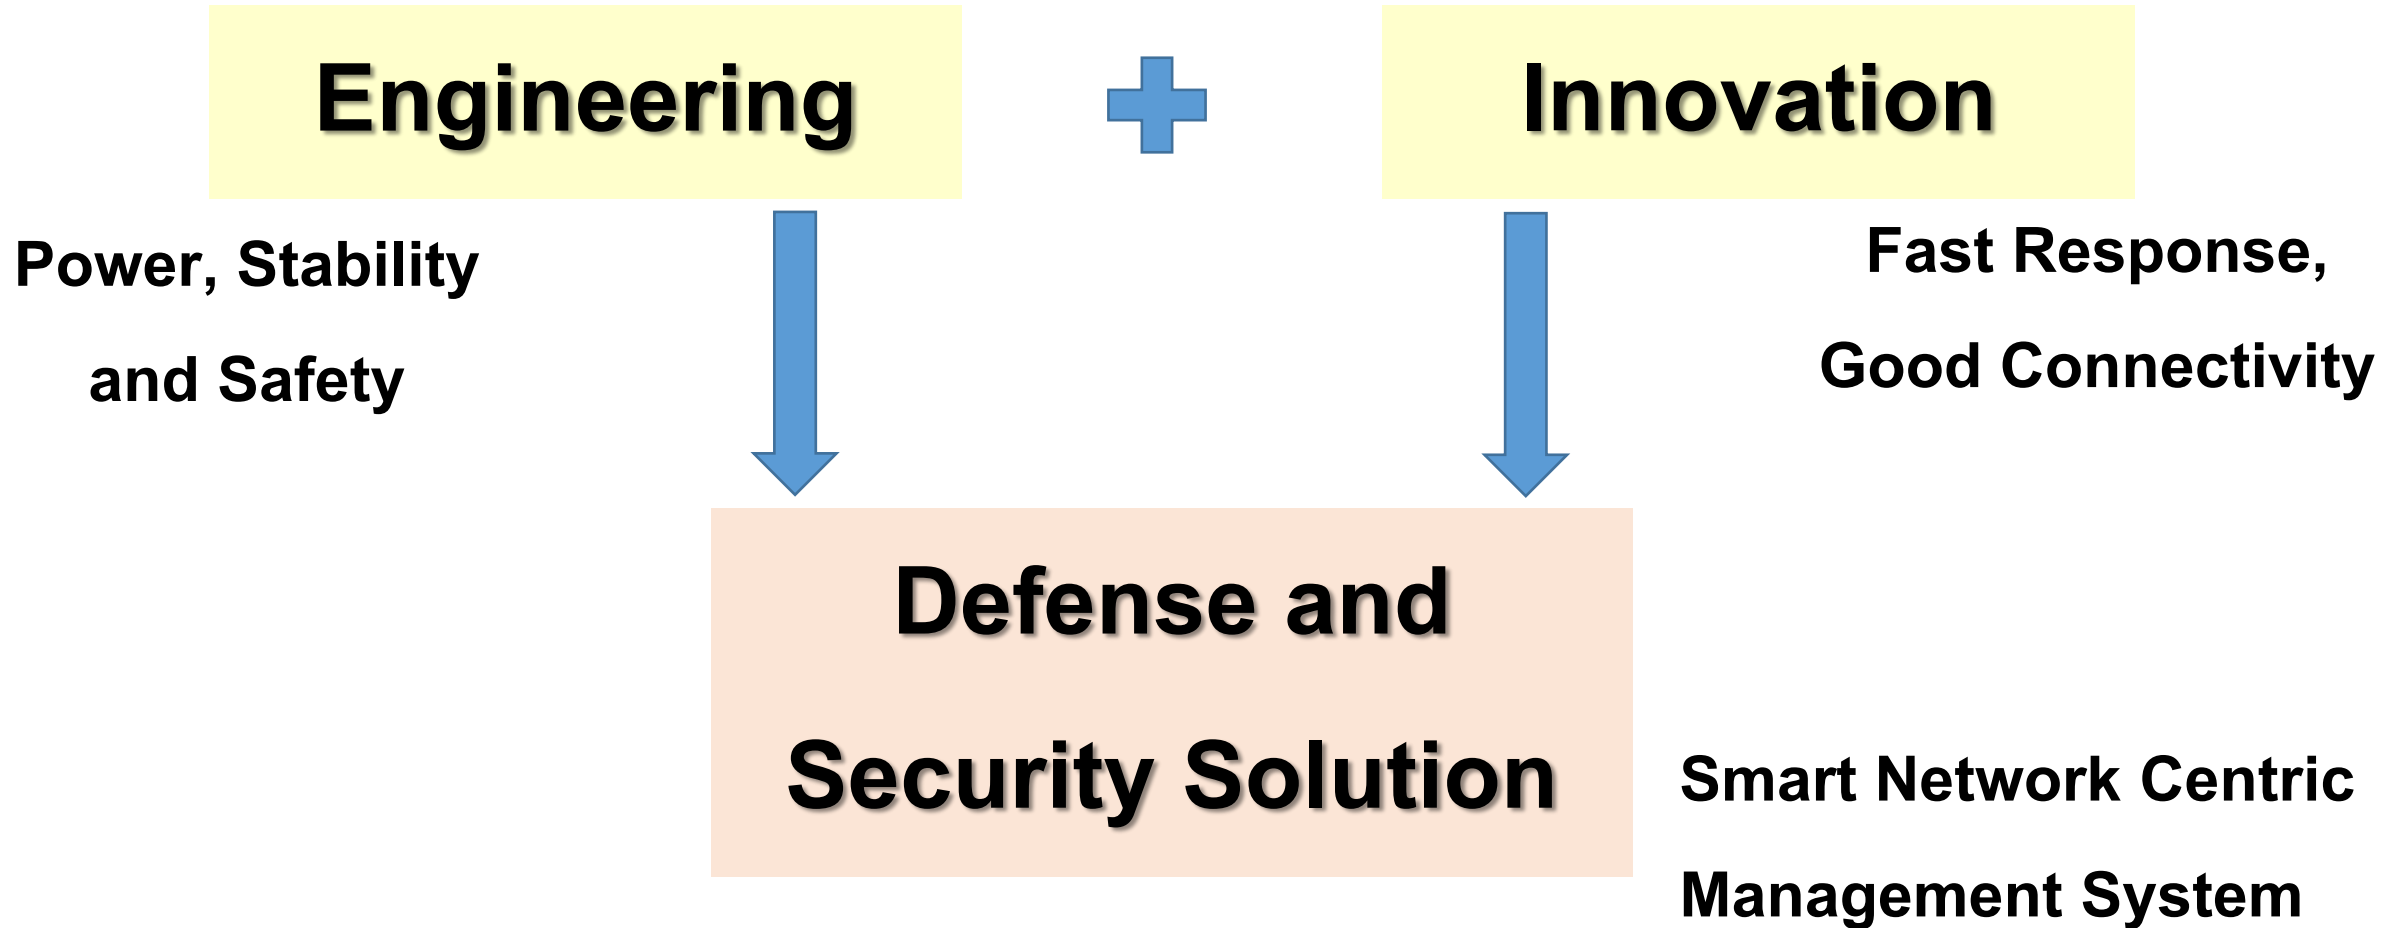 Engineering
Innovation
Power, Stability
and Safety
Fast Response,
Good Connectivity
Defense and
Security Solution
Smart Network Centric
Management System